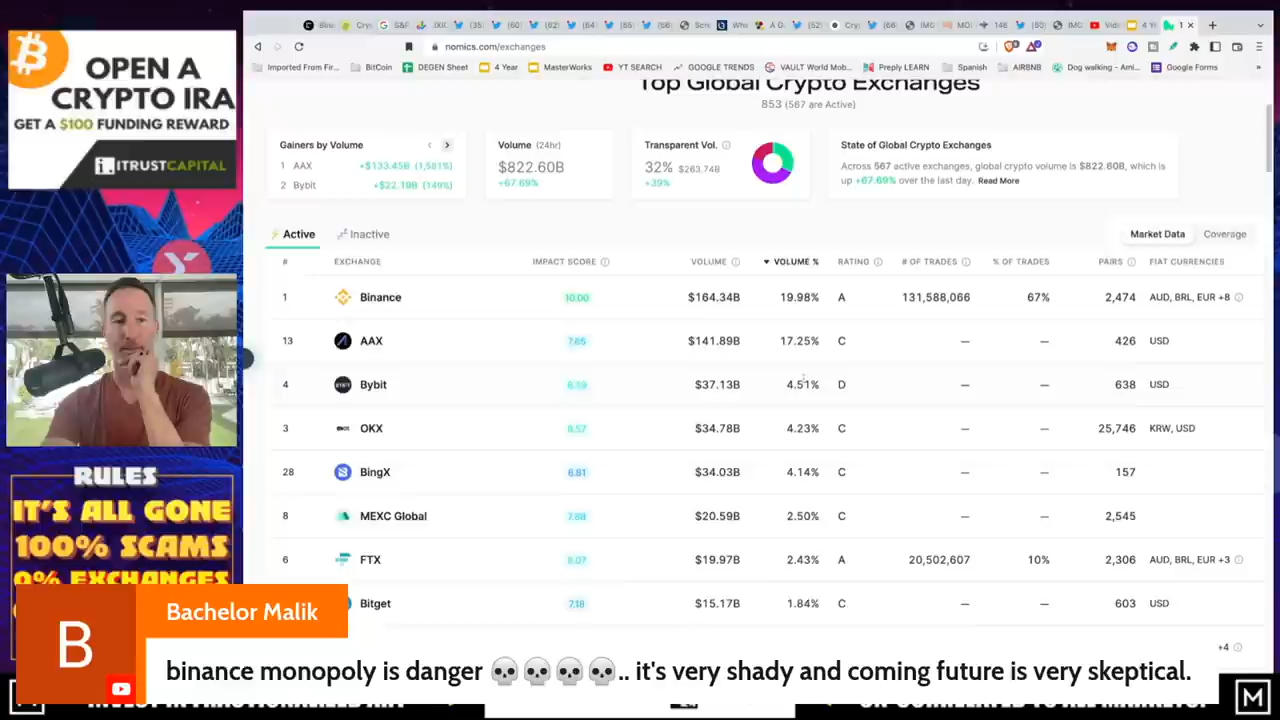 OPEN A
CRYPTO IRA
GET A $100 FUNDING REWARD
ITRUSTCAPITAL
nomics.com/exchanges
Imported From Fir...
BitCoin
DEGEN Sheet
4 Year
MasterWorks
YT SEARCH
GOOGLE TRENDS
VAULT World Mob...
Preply LEARN
Spanish
AIRBNB
Dog walking - Ami...
Google Forms
Top Global Crypto Exchanges
853 (567 are Active)
Gainers by Volume
1 AAX +$133.45B (1,581%)
2 Bybit +$22.19B (149%)
Volume (24hr)
$822.60B
+67.69%
Transparent Vol.
32% $263.74B
+39%
State of Global Crypto Exchanges
Across 567 active exchanges, global crypto volume is $822.60B, which is
up +67.69% over the last day. Read More
Active Inactive Market Data Coverage
# EXCHANGE IMPACT SCORE VOLUME VOLUME % RATING # OF TRADES % OF TRADES PAIRS FIAT CURRENCIES
1 Binance 10.00 $164.34B 19.98% A 131,588,066 67% 2,474 AUD, BRL, EUR +8
13 AAX 7.65 $141.89B 17.25% C — — 426 USD
4 Bybit $37.13B 4.51% D — — 638 USD
3 OKX 8.57 $34.78B 4.23% C — — 25,746 KRW, USD
28 BingX 6.81 $34.03B 4.14% C — — 157
8 MEXC Global 7.88 $20.59B 2.50% C — — 2,545
6 FTX 8.07 $19.97B 2.43% A 20,502,607 10% 2,306 AUD, BRL, EUR +3
Bitget 7.18 $15.17B 1.84% C — — 603 USD
+4
RULES
IT'S ALL GONE
100% SCAMS
0% EXCHANGES
B
Bachelor Malik
binance monopoly is danger 💀💀💀💀.. it's very shady and coming future is very skeptical.
M